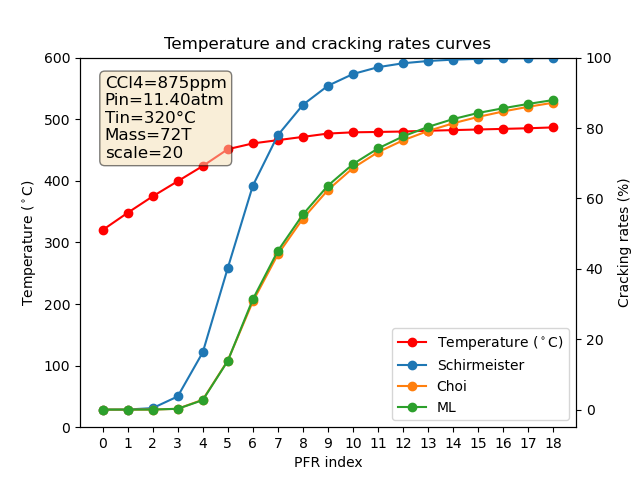 Temperature and cracking rates curves
CCl4=875ppm
Pin=11.40atm
Tin=320°C
Mass=72T
scale=20
600
500
400
300
200
100
0
Temperature (°C)
100
80
60
40
20
0
Cracking rates (%)
Temperature (°C)
Schirmeister
Choi
ML
0 1 2 3 4 5 6 7 8 9 10 11 12 13 14 15 16 17 18
PFR index